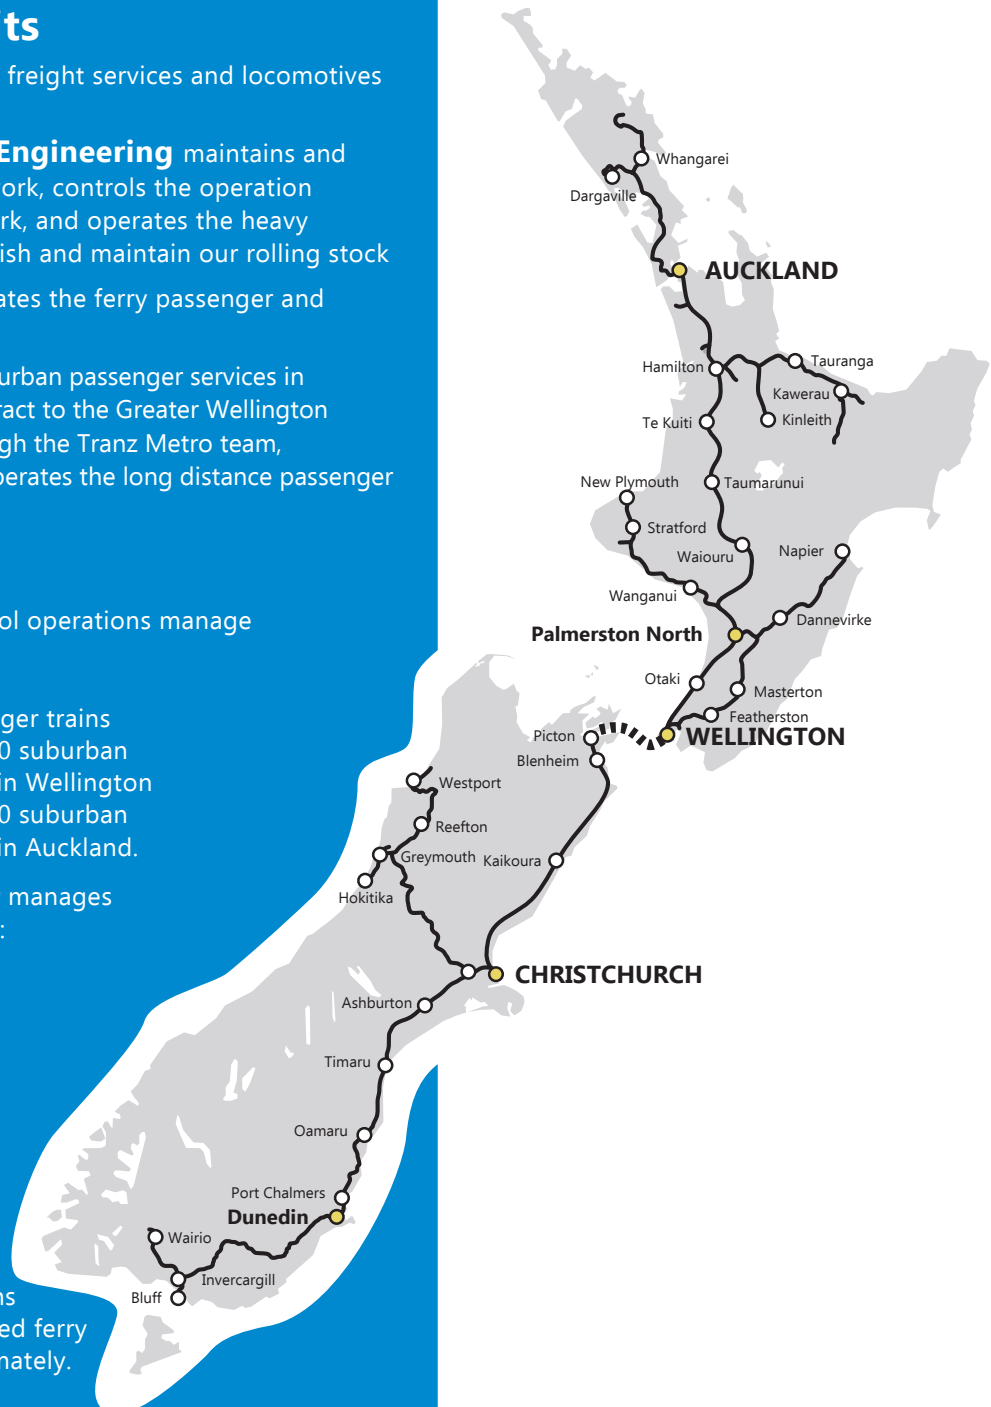 its
freight services and locomotives
Engineering maintains and
ork, controls the operation
rk, and operates the heavy
ish and maintain our rolling stock
ates the ferry passenger and
urban passenger services in
ract to the Greater Wellington
gh the Tranz Metro team,
perates the long distance passenger
ol operations manage
ger trains
0 suburban
in Wellington
0 suburban
in Auckland.
manages
:
ns
ed ferry
nately.
Whangarei
Dargaville
AUCKLAND
Hamilton
Tauranga
Kawerau
Te Kuiti
Kinleith
New Plymouth
Taumarunui
Stratford
Waiouru
Napier
Wanganui
Dannevirke
Palmerston North
Otaki
Masterton
Featherston
Picton
WELLINGTON
Blenheim
Westport
Reefton
Greymouth
Kaikoura
Hokitika
CHRISTCHURCH
Ashburton
Timaru
Oamaru
Port Chalmers
Dunedin
Wairio
Invercargill
Bluff